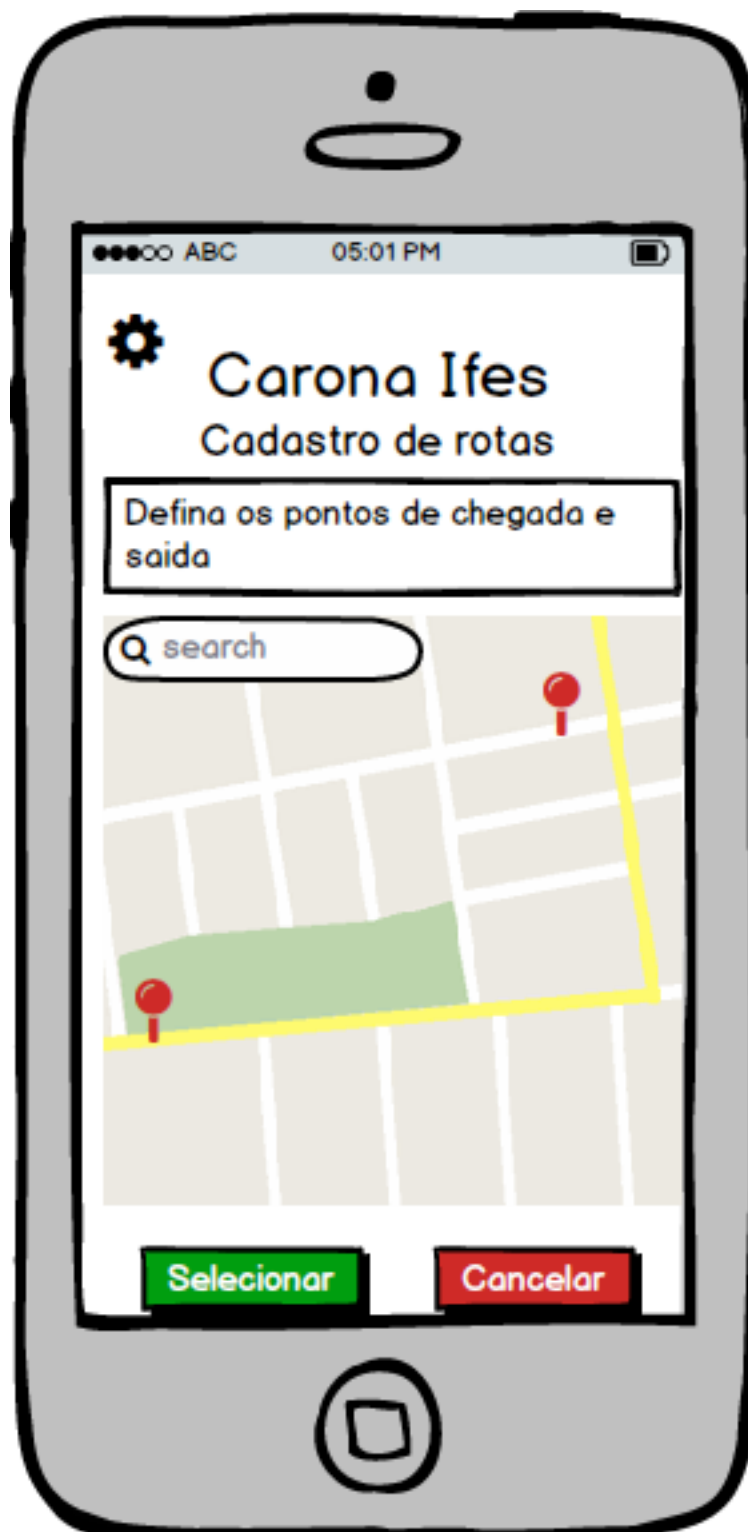 ABC 05:01 PM
Carona Ifes
Cadastro de rotas
Defina os pontos de chegada e
saida
search
Selecionar Cancelar